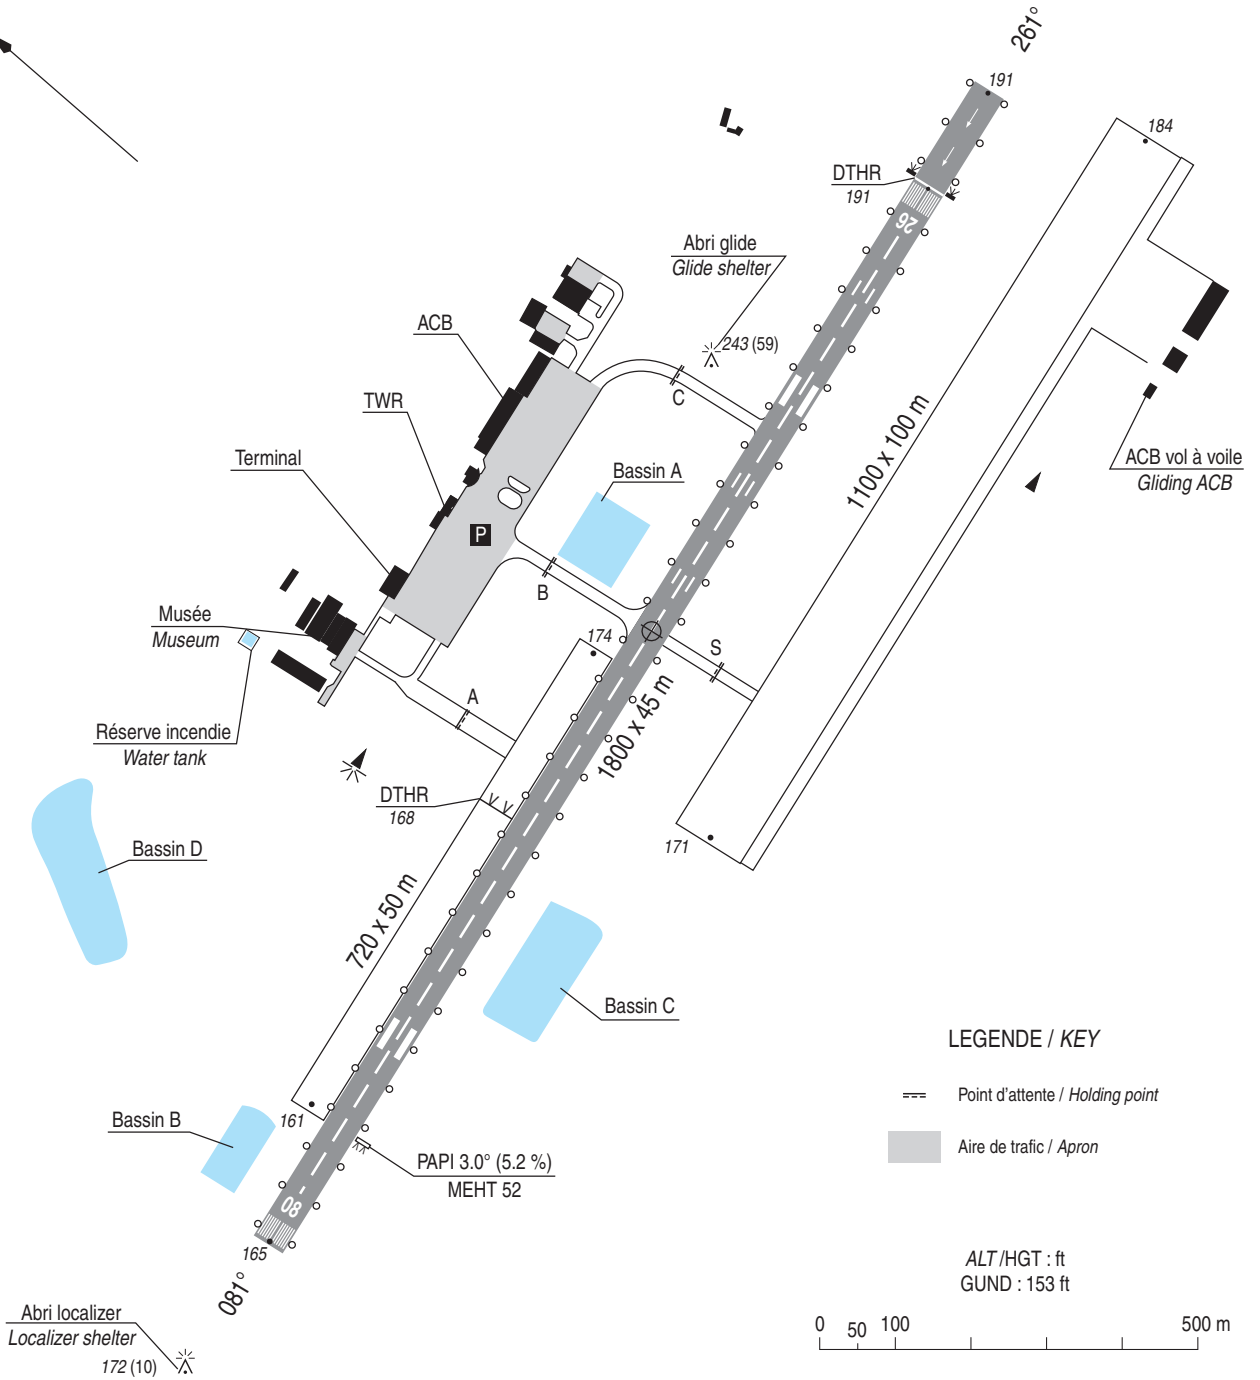 261°
191
184
DTHR
191
26
Abri glide
Glide shelter
243 (59)
ACB
C
TWR
1100 x 100 m
Terminal
Bassin A
ACB vol à voile
Gliding ACB
P
B
Musée
Museum
174
S
A
Réserve incendie
Water tank
1800 x 45 m
DTHR
168
171
Bassin D
720 x 50 m
Bassin C
LEGENDE / KEY
Point d'attente / Holding point
Aire de trafic / Apron
161
Bassin B
PAPI 3.0° (5.2 %)
MEHT 52
08
165
081°
ALT /HGT : ft
GUND : 153 ft
Abri localizer
Localizer shelter
172 (10)
0 50 100 500 m